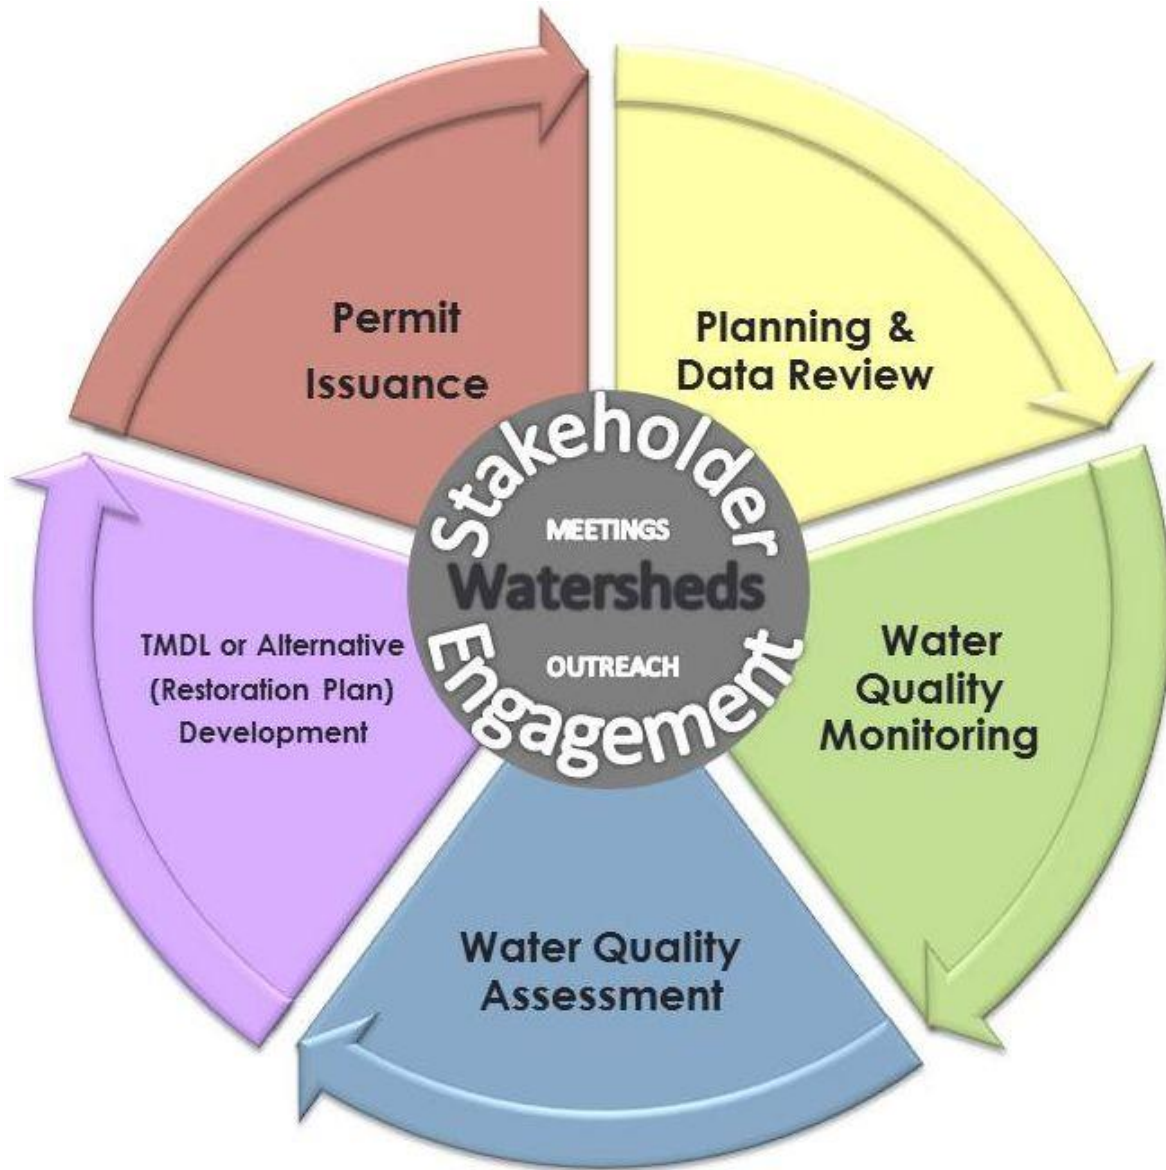 Permit
Issuance
Planning &
Data Review
Stakeholder
MEETINGS
Watersheds
OUTREACH
Engagement
Water
Quality
Monitoring
TMDL or Alternative
(Restoration Plan)
Development
Water Quality
Assessment